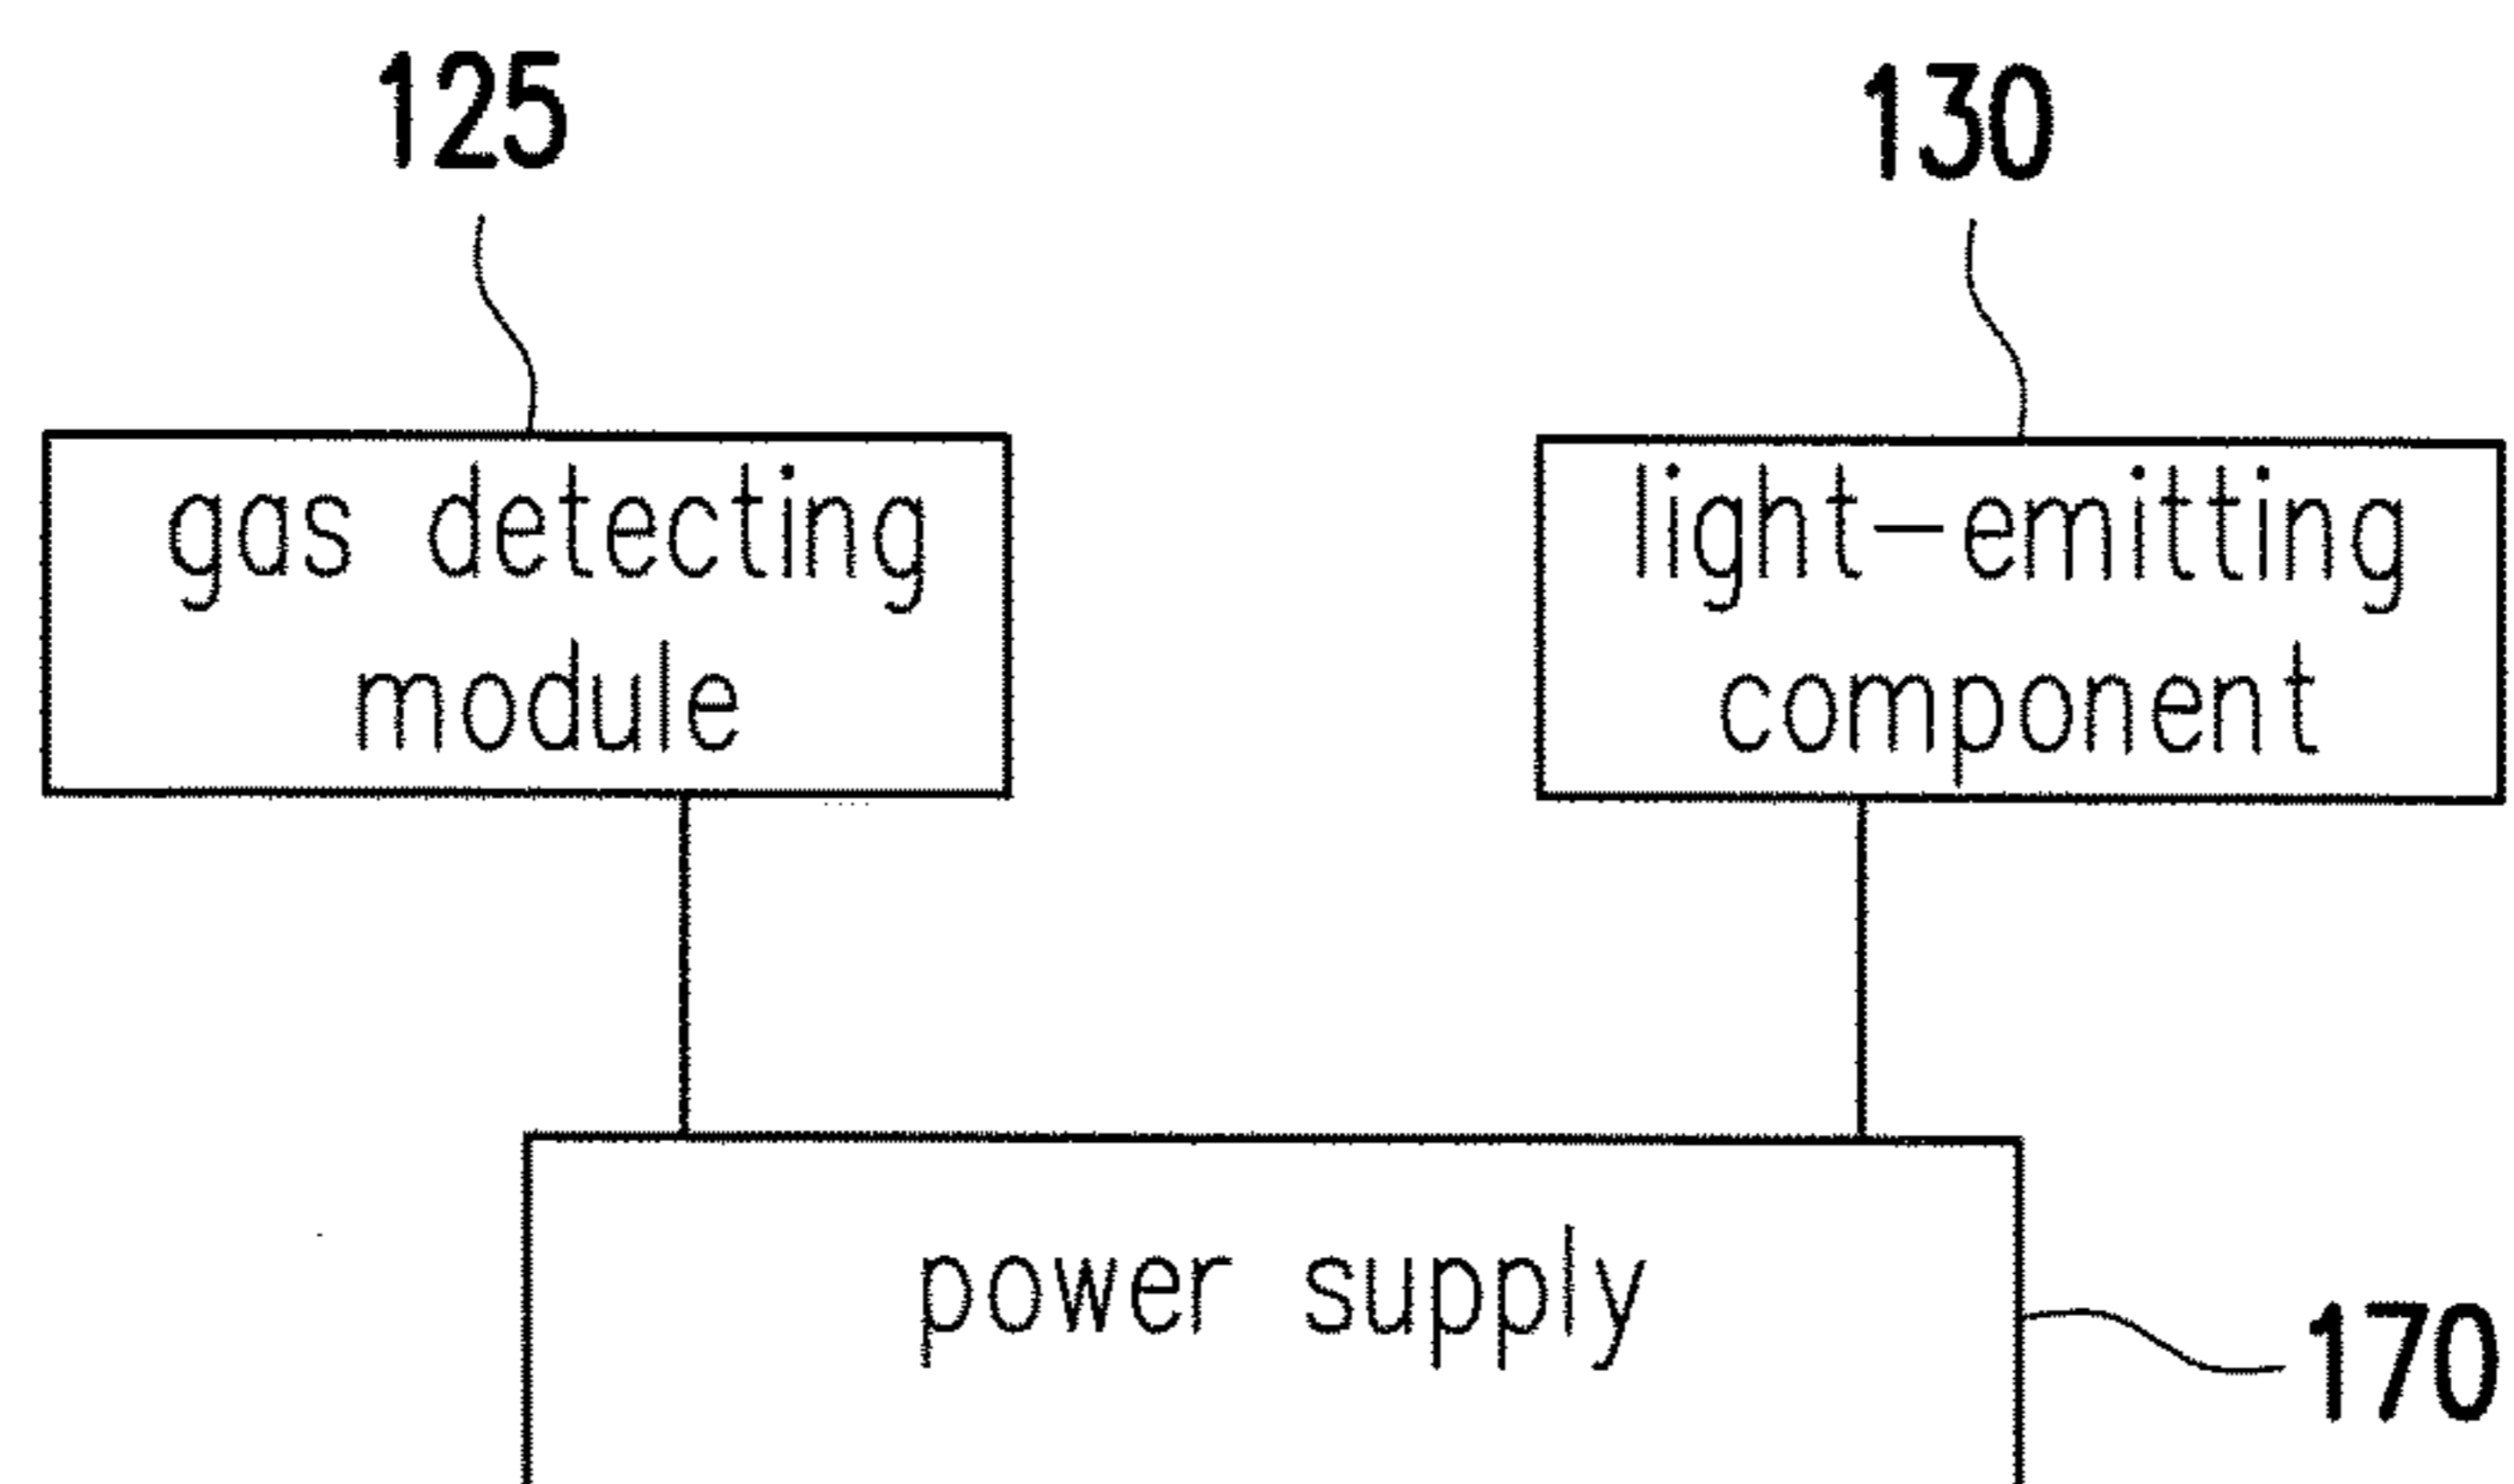 125
130
gas detecting
module
light-emitting
component
power supply
170